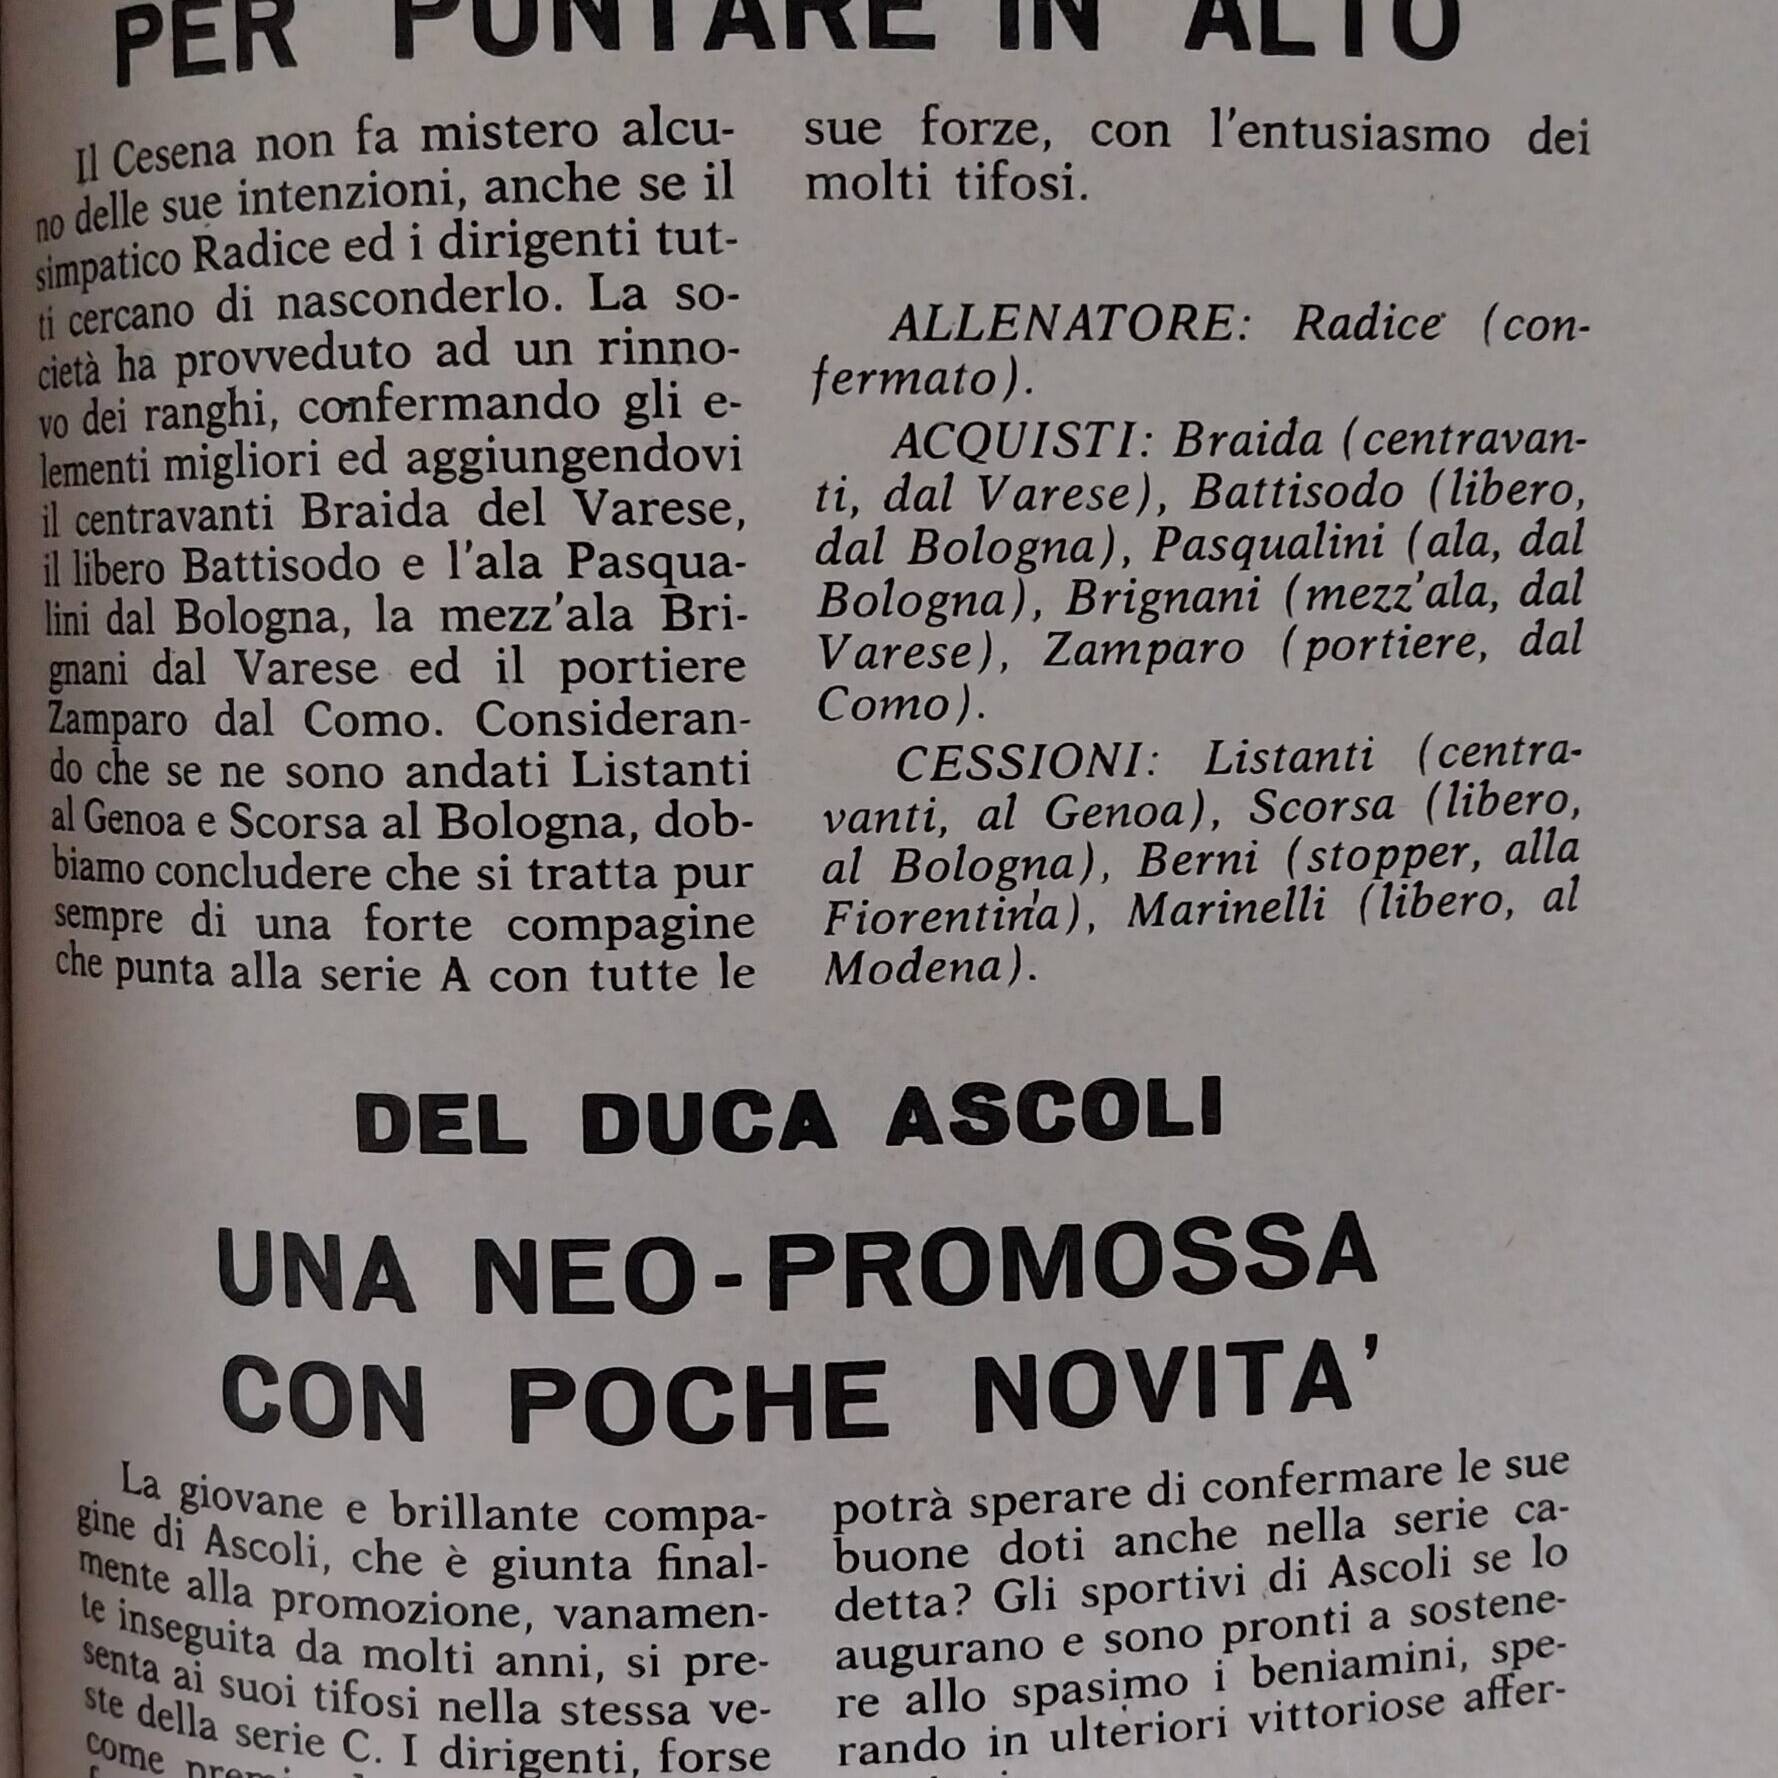 PER PUNTARE IN ALTO
Il Cesena non fa mistero alcu-
no delle sue intenzioni, anche se il
simpatico Radice ed i dirigenti tut-
ti cercano di nasconderlo. La so-
cietà ha provveduto ad un rinno-
vo dei ranghi, confermando gli e-
lementi migliori ed aggiungendovi
il centravanti Braida del Varese,
il libero Battisodo e l'ala Pasqua-
lini dal Bologna, la mezz'ala Bri-
gnani dal Varese ed il portiere
Zamparo dal Como. Consideran-
do che se ne sono andati Listanti
al Genoa e Scorsa al Bologna, dob-
biamo concludere che si tratta pur
sempre di una forte compagine
che punta alla serie A con tutte le
sue forze, con l'entusiasmo dei
molti tifosi.
ALLENATORE: Radice (con-
fermato).
ACQUISTI: Braida (centravan-
ti, dal Varese), Battisodo (libero,
dal Bologna), Pasqualini (ala, dal
Bologna), Brignani (mezz'ala, dal
Varese), Zamparo (portiere, dal
Como).
CESSIONI: Listanti (centra-
vanti, al Genoa), Scorsa (libero,
al Bologna), Berni (stopper, alla
Fiorentina), Marinelli (libero, al
Modena).
DEL DUCA ASCOLI
UNA NEO-PROMOSSA
CON POCHE NOVITA'
La giovane e brillante compa-
gine di Ascoli, che è giunta final-
mente alla promozione, vanamen-
te inseguita da molti anni, si pre-
senta ai suoi tifosi nella stessa ve-
ste della serie C. I dirigenti, forse
come
potrà sperare di confermare le sue
buone doti anche nella serie ca-
detta? Gli sportivi di Ascoli se lo
augurano e sono pronti a sostene-
re allo spasimo i beniamini, spe-
rando in ulteriori vittoriose affer-